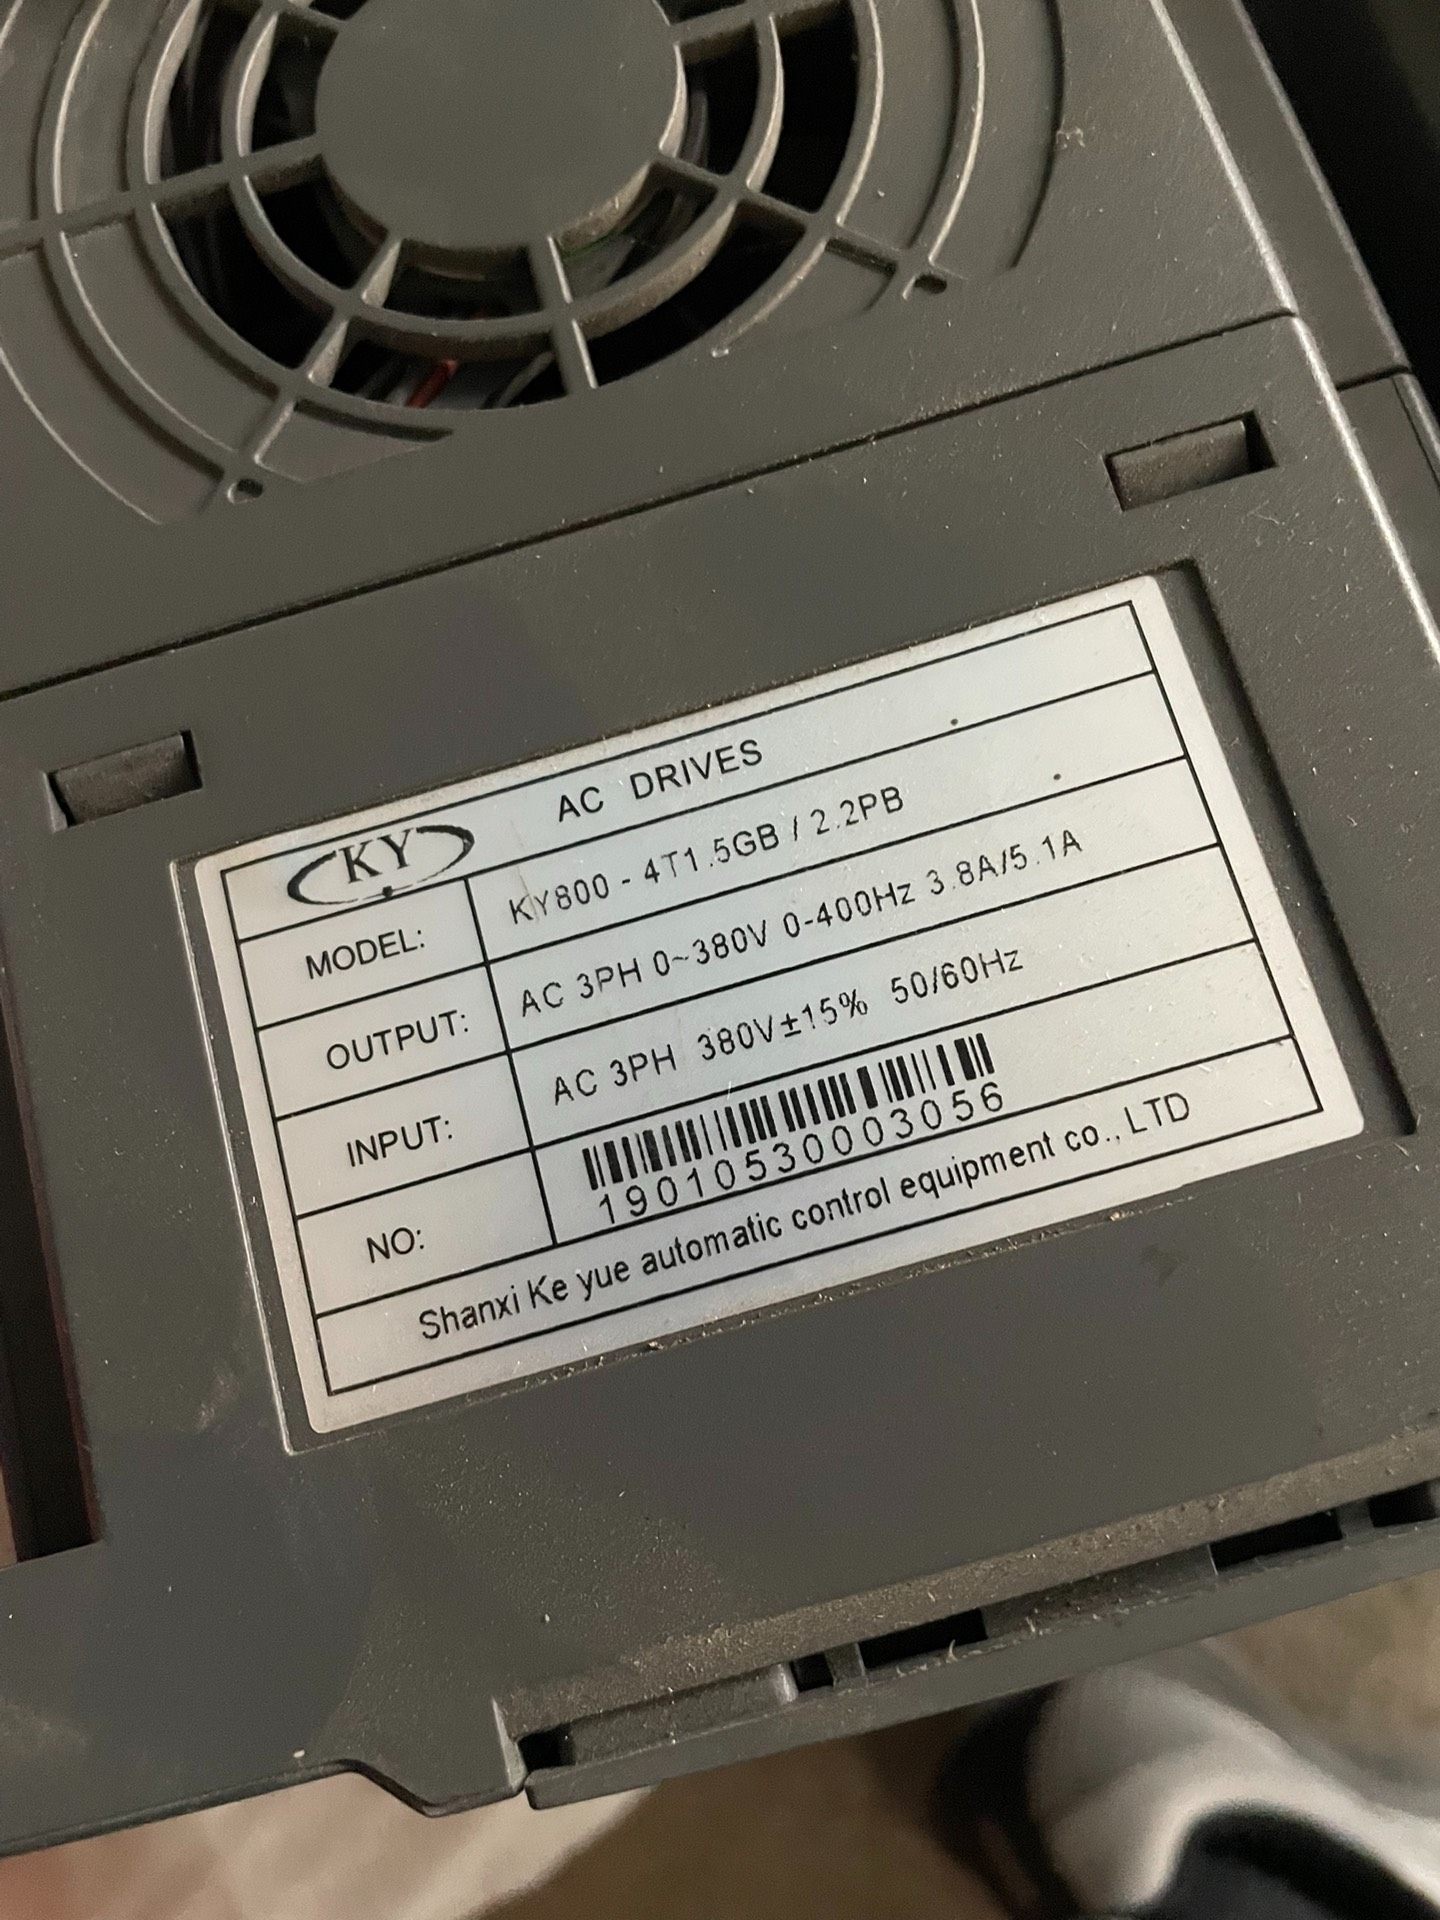 KY
AC DRIVES
MODEL: KY800 - 4T1.5GB / 2.2PB
OUTPUT: AC 3PH 0~380V 0-400Hz 3.8A/5.1A
INPUT: AC 3PH 380V±15% 50/60Hz
NO: 19010530003056
Shanxi Ke yue automatic control equipment co., LTD